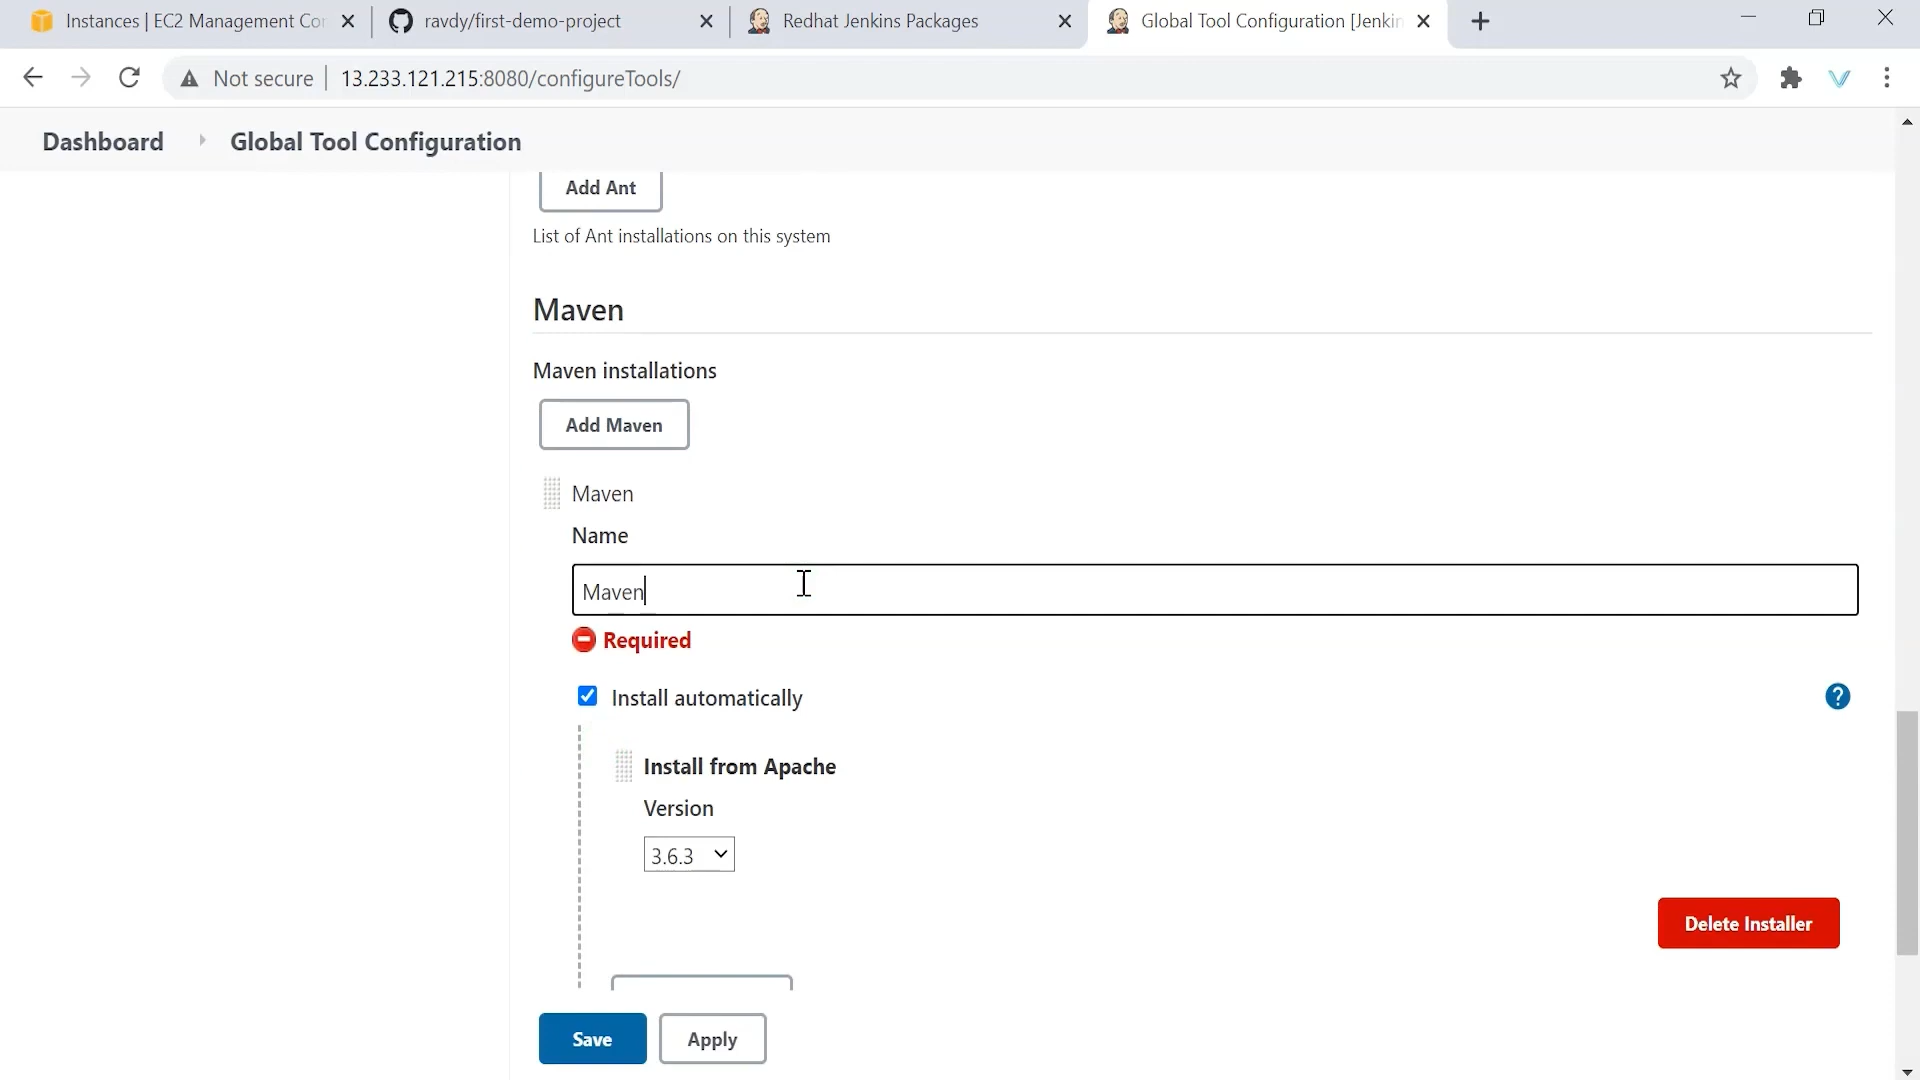 Instances | EC2 Management Con
ravdy/first-demo-project
Redhat Jenkins Packages
Global Tool Configuration [Jenkin
Not secure
13.233.121.215:8080/configureTools/
Dashboard
Global Tool Configuration
Add Ant
List of Ant installations on this system
Maven
Maven installations
Add Maven
Maven
Name
Maven
Required
Install automatically
?
Install from Apache
Version
3.6.3
Delete Installer
Save
Apply